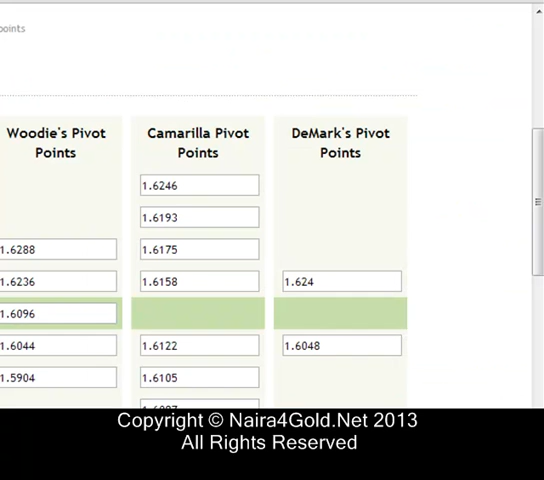 points
Woodie's Pivot Points
Camarilla Pivot Points
DeMark's Pivot Points
1.6246
1.6193
1.6288
1.6175
1.6236
1.6158
1.624
1.6096
1.6044
1.6122
1.6048
1.5904
1.6105
Copyright © Naira4Gold.Net 2013
All Rights Reserved